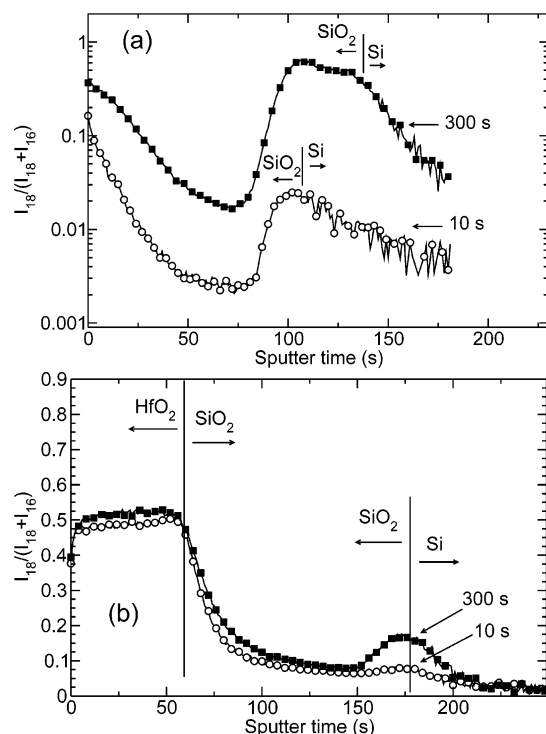 (a)
SiO2
Si
300 s
SiO2
Si
10 s
1
0.1
0.01
0.001
I18/(I18+I16)
0 50 100 150 200
Sputter time (s)
HfO2
SiO2
SiO2
Si
300 s
10 s
(b)
0.9
0.8
0.7
0.6
0.5
0.4
0.3
0.2
0.1
0
I18/(I18+I16)
0 50 100 150 200 250
Sputter time (s)